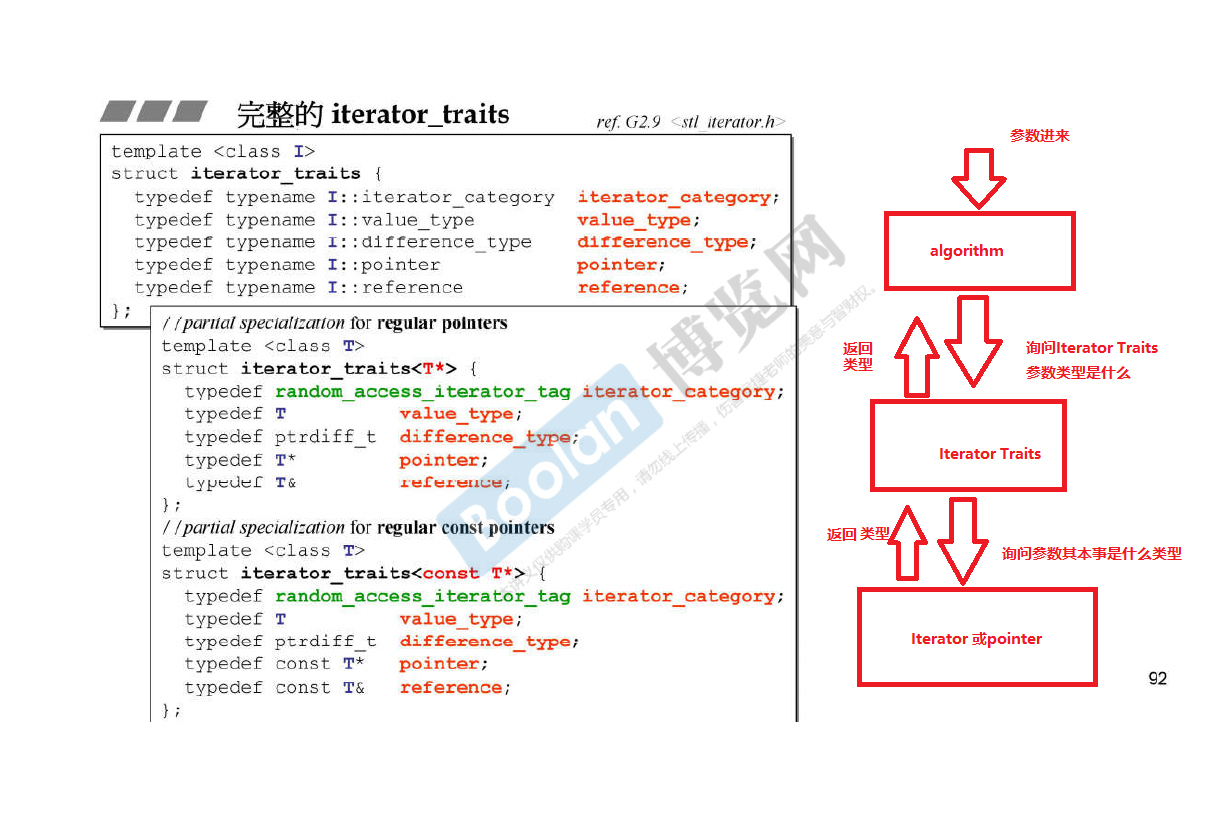 完整的 iterator_traits
ref. G2.9 <stl_iterator.h>
template <class I>
struct iterator_traits {
typedef typename I::iterator_category iterator_category;
typedef typename I::value_type value_type;
typedef typename I::difference_type difference_type;
typedef typename I::pointer pointer;
typedef typename I::reference reference;
};
//partial specialization for regular pointers
template <class T>
struct iterator_traits<T*> {
typedef random_access_iterator_tag iterator_category;
typedef T value_type;
typedef ptrdiff_t difference_type;
typedef T* pointer;
typedef T& reference;
};
//partial specialization for regular const pointers
template <class T>
struct iterator_traits<const T*> {
typedef random_access_iterator_tag iterator_category;
typedef T value_type;
typedef ptrdiff_t difference_type;
typedef const T* pointer;
typedef const T& reference;
};
Boolan 博览网
参数进来
algorithm
返回
类型
询问Iterator Traits
参数类型是什么
Iterator Traits
返回 类型
询问参数其本事是什么类型
Iterator 或pointer
92